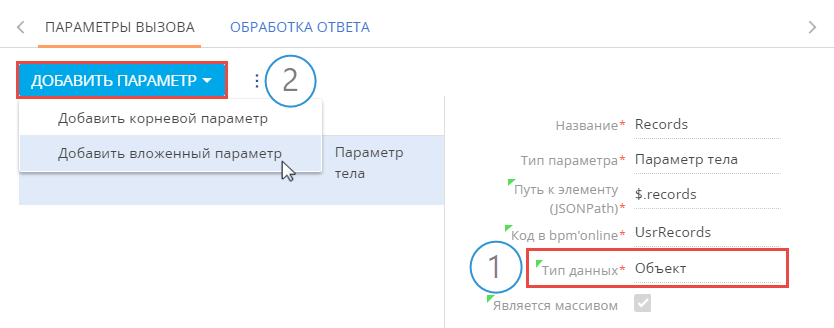 ПАРАМЕТРЫ ВЫЗОВА
ОБРАБОТКА ОТВЕТА
ДОБАВИТЬ ПАРАМЕТР
2
Добавить корневой параметр
Добавить вложенный параметр
Параметр
тела
Название* Records
Тип параметра* Параметр тела
Путь к элементу
(JSONPath)* $.records
Код в bpm'online* UsrRecords
1
Тип данных* Объект
Является массивом